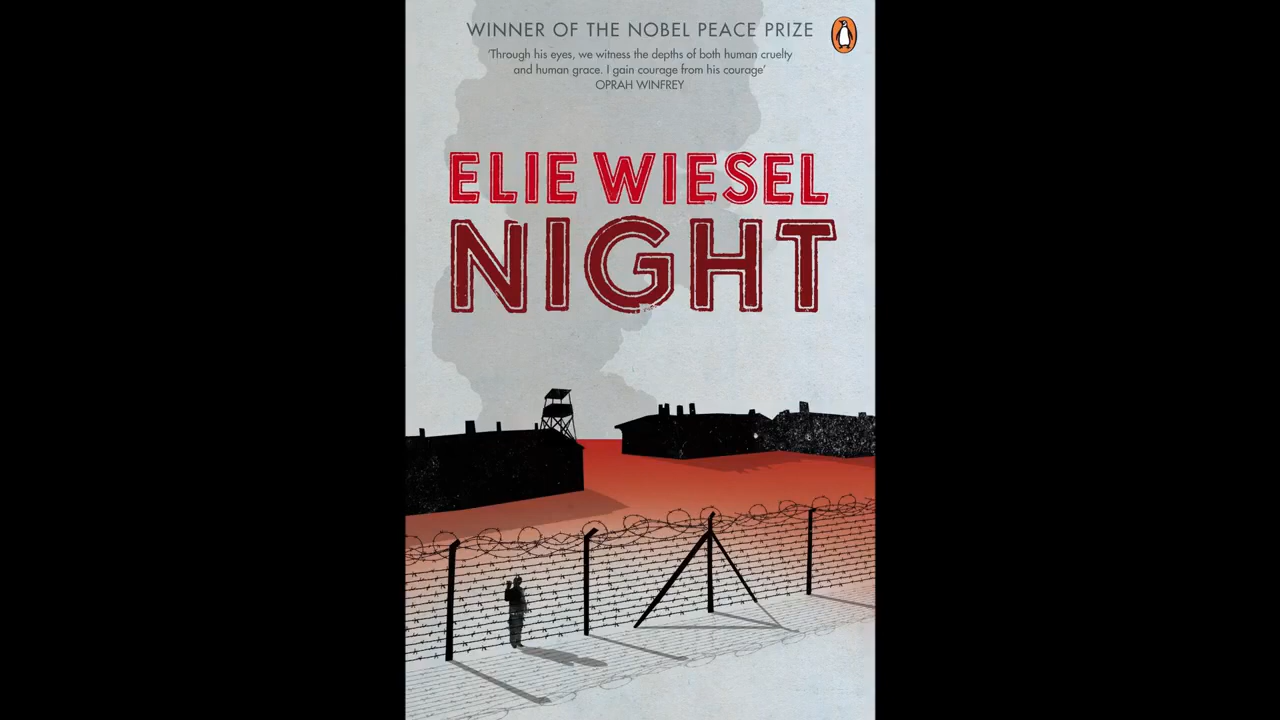 WINNER OF THE NOBEL PEACE PRIZE
‘Through his eyes, we witness the depths of both human cruelty
and human grace. I gain courage from his courage’
OPRAH WINFREY
ELIE WIESEL
NIGHT